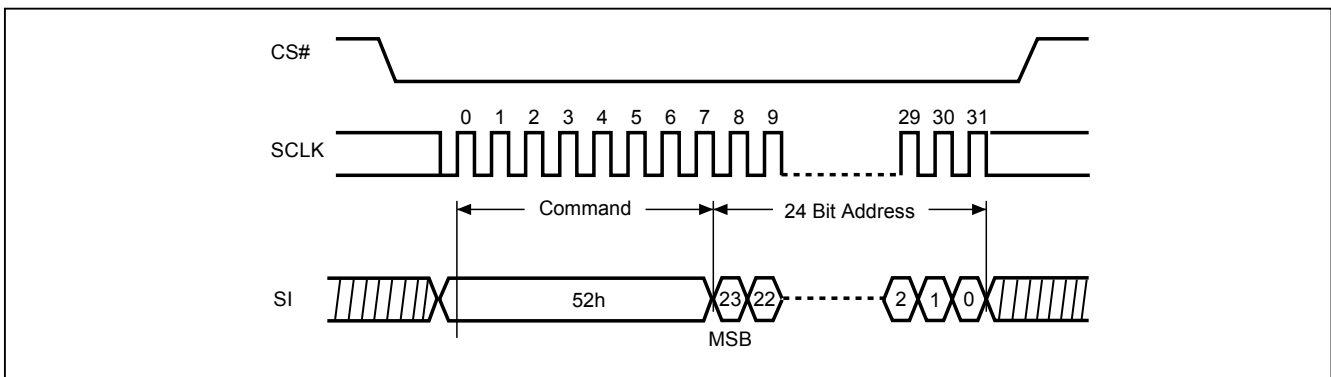 CS#
0 1 2 3 4 5 6 7 8 9 29 30 31
SCLK
Command 24 Bit Address
SI 52h 23 22 2 1 0
MSB